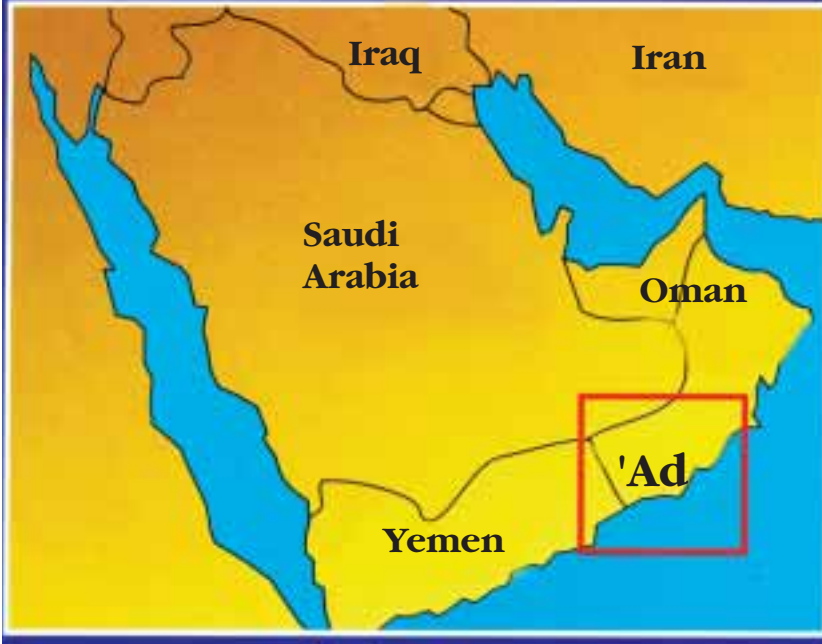 Iraq
Iran
Saudi
Arabia
Oman
'Ad
Yemen